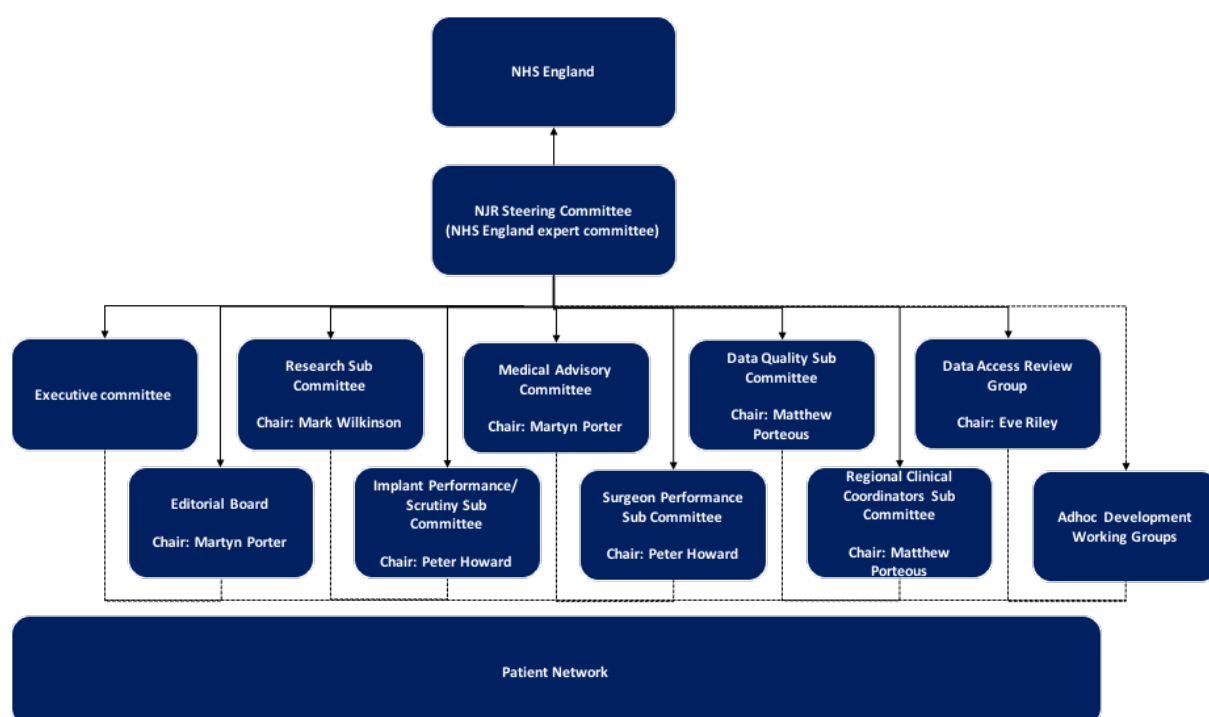 NHS England
NJR Steering Committee
(NHS England expert committee)
Executive committee
Research Sub
Committee
Chair: Mark Wilkinson
Medical Advisory
Committee
Chair: Martyn Porter
Data Quality Sub
Committee
Chair: Matthew
Porteous
Data Access Review
Group
Chair: Eve Riley
Editorial Board
Chair: Martyn Porter
Implant Performance/
Scrutiny Sub
Committee
Chair: Peter Howard
Surgeon Performance
Sub Committee
Chair: Peter Howard
Regional Clinical
Coordinators Sub
Committee
Chair: Matthew
Porteous
Adhoc Development
Working Groups
Patient Network